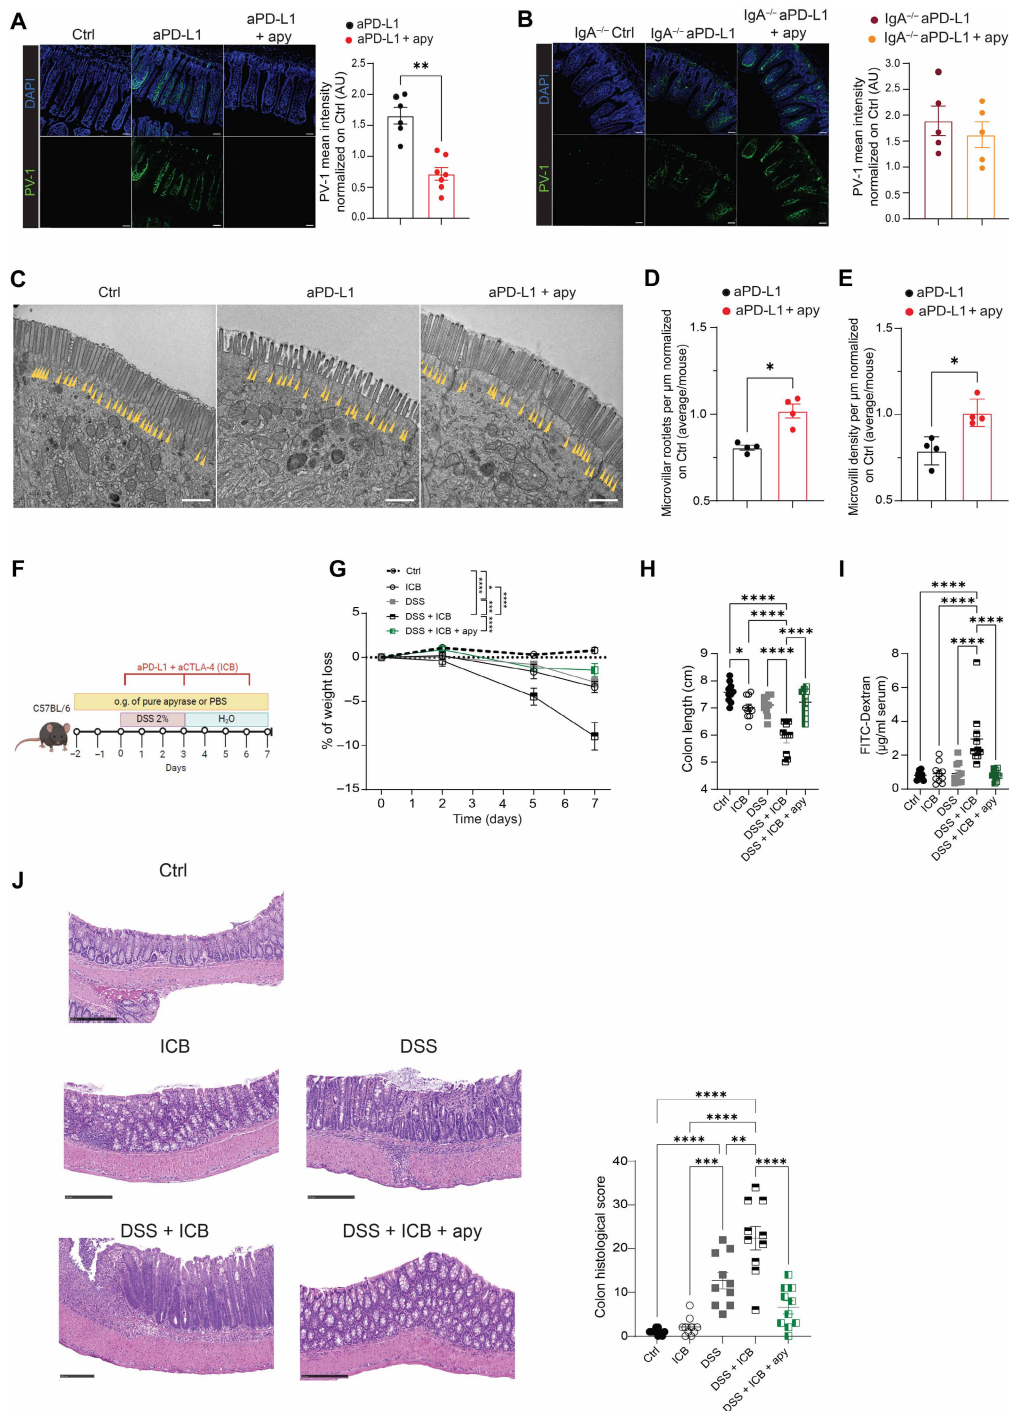 A
Ctrl
aPD-L1
aPD-L1
+ apy
DAPI
PV-1
aPD-L1
aPD-L1 + apy
**
PV-1 mean intensity
normalized on Ctrl (AU)
2.5
2.0
1.5
1.0
0.5
0.0
B
IgA–/– Ctrl
IgA–/– aPD-L1
IgA–/– aPD-L1
+ apy
DAPI
PV-1
IgA–/– aPD-L1
IgA–/– aPD-L1 + apy
PV-1 mean intensity
normalized on Ctrl (AU)
3.5
3.0
2.5
2.0
1.5
1.0
0.5
0.0
C
Ctrl
aPD-L1
aPD-L1 + apy
D
aPD-L1
aPD-L1 + apy
*
Microvillar rootlets per µm normalized
on Ctrl (average/mouse)
1.5
1.0
0.5
E
aPD-L1
aPD-L1 + apy
*
Microvilli density per µm normalized
on Ctrl (average/mouse)
1.5
1.0
0.5
F
aPD-L1 + aCTLA-4 (ICB)
o.g. of pure apyrase or PBS
C57BL/6
DSS 2%
H₂O
−2 −1 0 1 2 3 4 5 6 7
Days
G
Ctrl
ICB
DSS
DSS + ICB
DSS + ICB + apy
****
*
***
****
****
% of weight loss
5
0
−5
−10
−15
0 1 2 3 4 5 6 7
Time (days)
H
****
****
****
*
****
Colon length (cm)
9
8
7
6
5
4
Ctrl
ICB
DSS
DSS + ICB
DSS + ICB + apy
I
****
****
****
****
FITC-Dextran
(µg/ml serum)
8
6
4
2
0
Ctrl
ICB
DSS
DSS + ICB
DSS + ICB + apy
J
Ctrl
ICB
DSS
DSS + ICB
DSS + ICB + apy
****
****
****
**
***
****
Colon histological score
40
30
20
10
0
Ctrl
ICB
DSS
DSS + ICB
DSS + ICB + apy